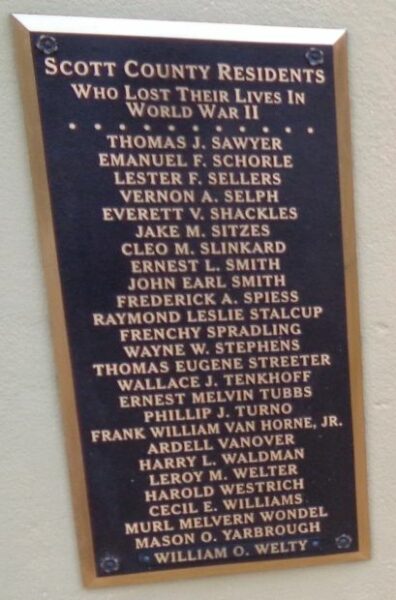 SCOTT COUNTY RESIDENTS
WHO LOST THEIR LIVES IN
WORLD WAR II
THOMAS J. SAWYER
EMANUEL F. SCHORLE
LESTER F. SELLERS
VERNON A. SELPH
EVERETT V. SHACKLES
JAKE M. SITZES
CLEO M. SLINKARD
ERNEST L. SMITH
JOHN EARL SMITH
FREDERICK A. SPIESS
RAYMOND LESLIE STALCUP
FRENCHY SPRADLING
WAYNE W. STEPHENS
THOMAS EUGENE STREETER
WALLACE J. TENKHOFF
ERNEST MELVIN TUBBS
PHILLIP J. TURNO
FRANK WILLIAM VAN HORNE, JR.
ARDELL VANOVER
HARRY L. WALDMAN
LEROY M. WELTER
HAROLD WESTRICH
CECIL E. WILLIAMS
MURL MELVERN WONDEL
MASON O. YARBROUGH
WILLIAM O. WELTY